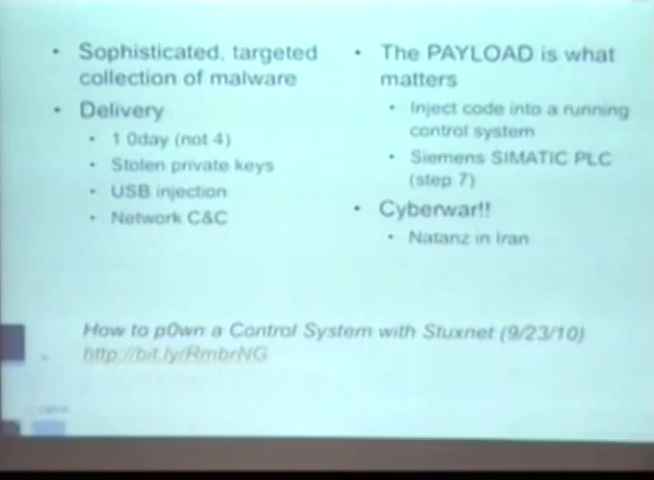 • Sophisticated, targeted
collection of malware
• Delivery
• 1 0day (not 4)
• Stolen private keys
• USB injection
• Network C&C
• The PAYLOAD is what
matters
• Inject code into a running
control system
• Siemens SIMATIC PLC
(step 7)
• Cyberwar!!
• Natanz in Iran
How to p0wn a Control System with Stuxnet (9/23/10)
http://bit.ly/RmbrNG